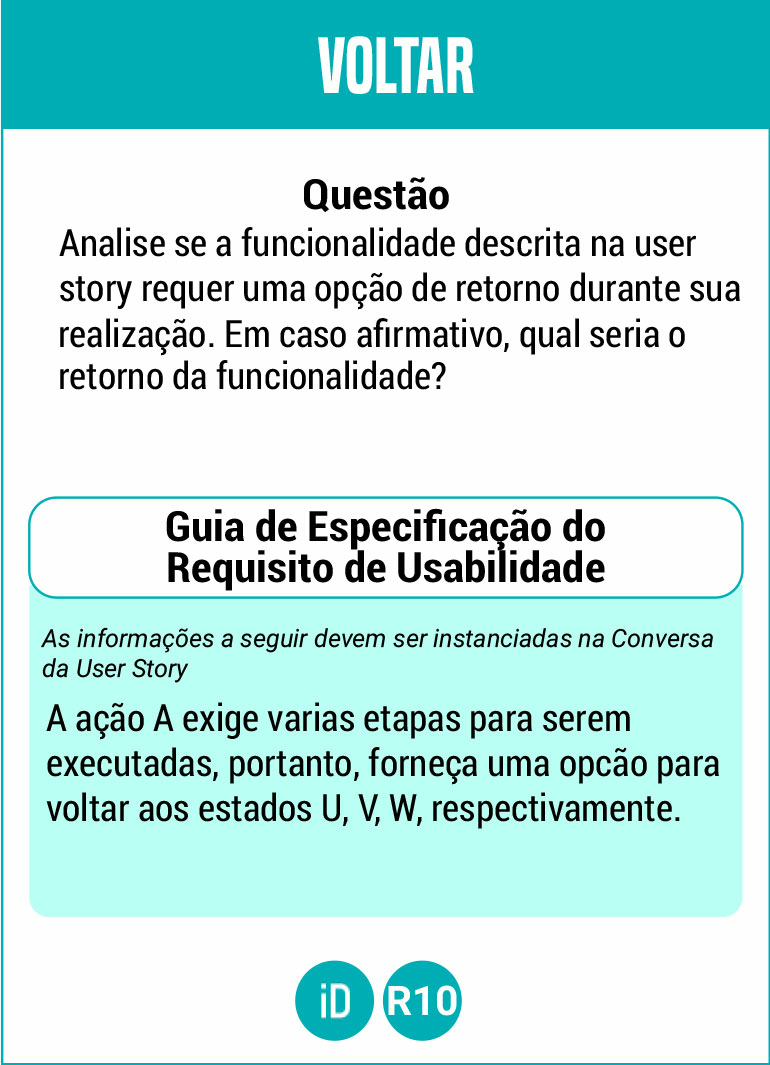 VOLTAR
Questão
Analise se a funcionalidade descrita na user
story requer uma opção de retorno durante sua
realização. Em caso afirmativo, qual seria o
retorno da funcionalidade?
Guia de Especificação do
Requisito de Usabilidade
As informações a seguir devem ser instanciadas na Conversa
da User Story
A ação A exige varias etapas para serem
executadas, portanto, forneça uma opcão para
voltar aos estados U, V, W, respectivamente.
iD R10